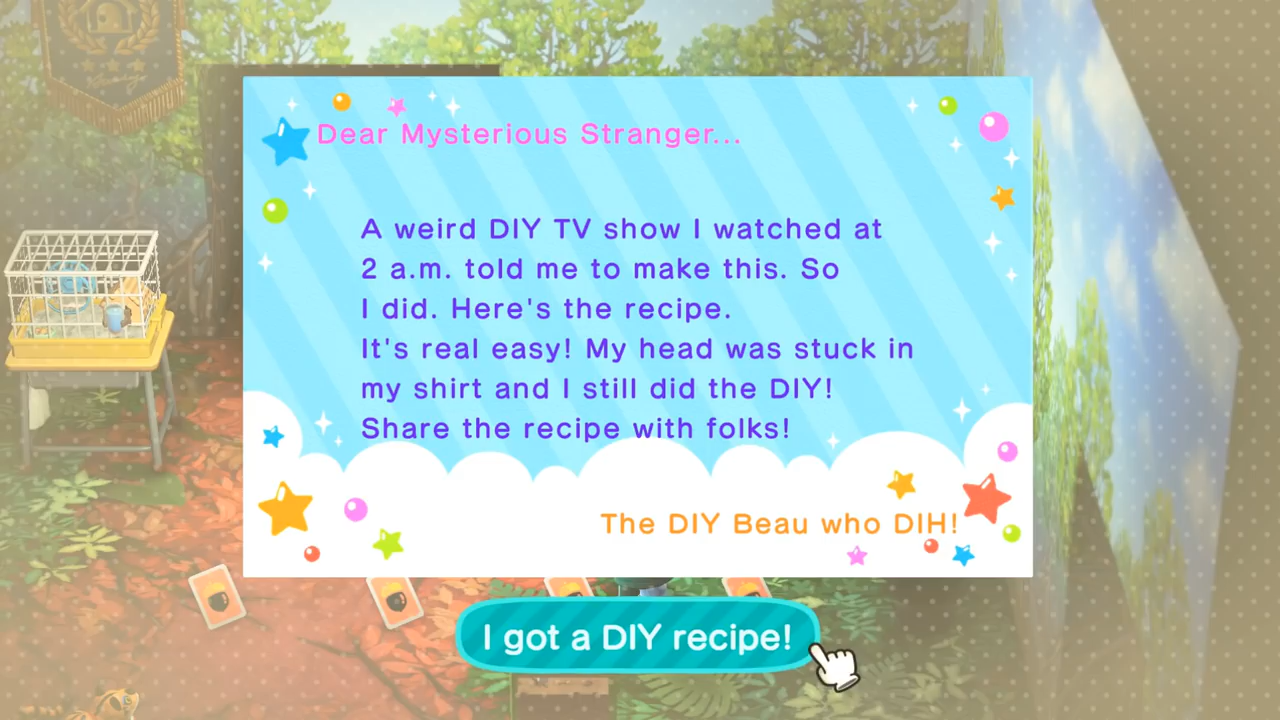 Dear Mysterious Stranger...
A weird DIY TV show I watched at
2 a.m. told me to make this. So
I did. Here's the recipe.
It's real easy! My head was stuck in
my shirt and I still did the DIY!
Share the recipe with folks!
The DIY Beau who DIH!
I got a DIY recipe!